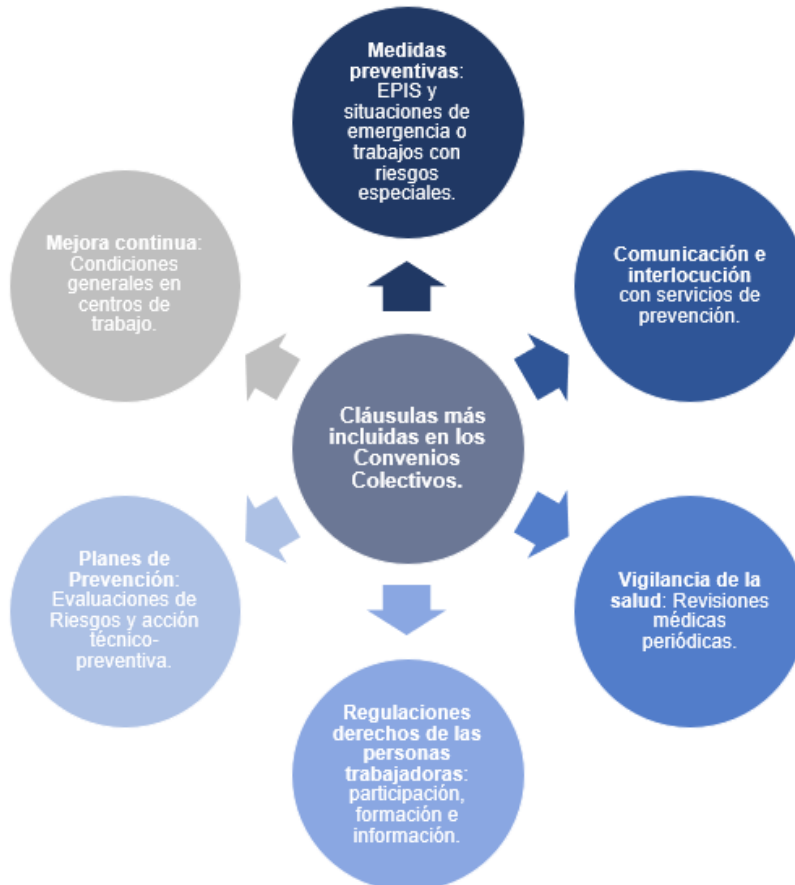 Medidas
preventivas:
EPIS y
situaciones de
emergencia o
trabajos con
riesgos
especiales.
Comunicación e
interlocución
con servicios de
prevención.
Vigilancia de la
salud: Revisiones
médicas
periódicas.
Regulaciones
derechos de las
personas
trabajadoras:
participación,
formación e
información.
Planes de
Prevención:
Evaluaciones de
Riesgos y acción
técnico-
preventiva.
Mejora continua:
Condiciones
generales en
centros de
trabajo.
Cláusulas más
incluidas en los
Convenios
Colectivos.